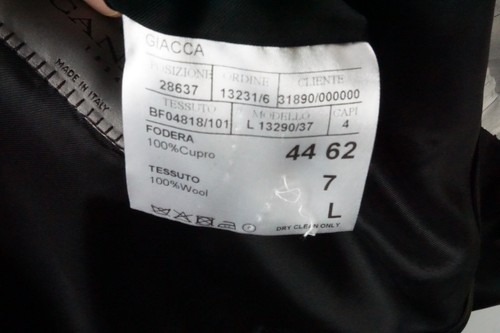 CAN
MADE IN ITALY
GIACCA
POSIZIONE ORDINE CLIENTE
28637 13231/6 31890/000000
TESSUTO MODELLO CAPI
BF04818/101 L 13290/37 4
FODERA
100%Cupro
44 62
TESSUTO
100%Wool
7
L
DRY CLEAN ONLY